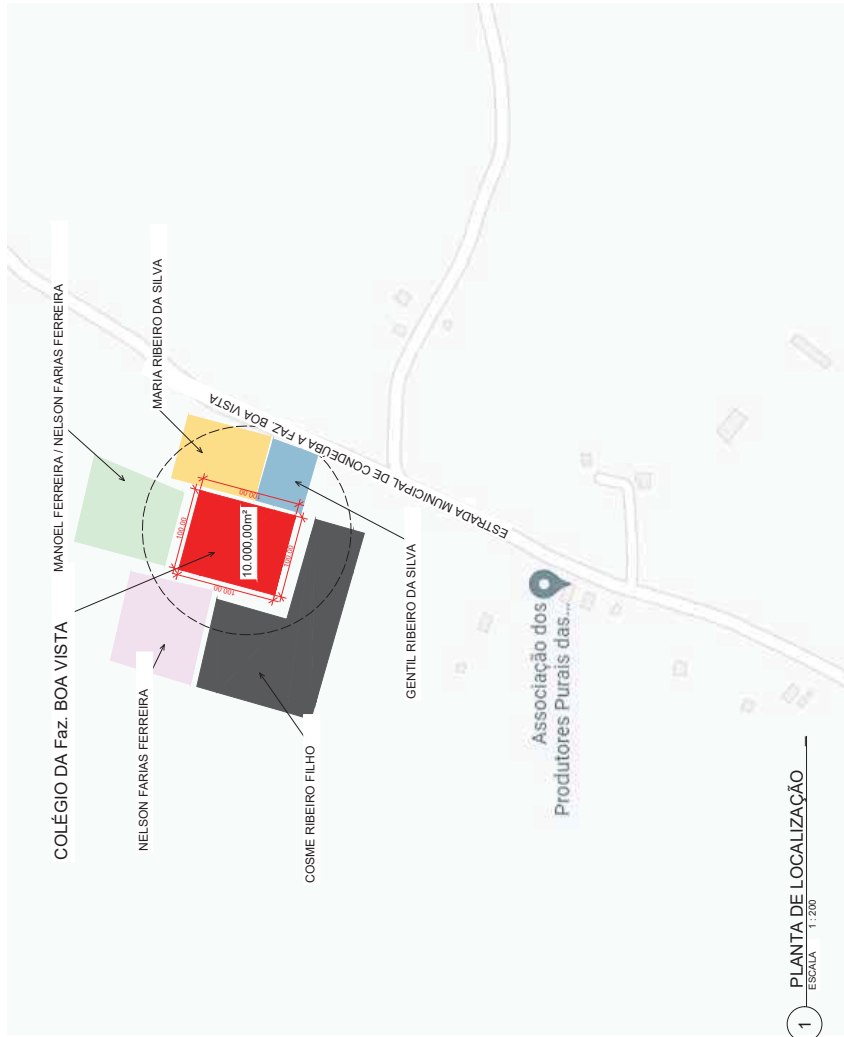 COLÉGIO DA Faz. BOA VISTA
MANOEL FERREIRA / NELSON FARIAS FERREIRA
NELSON FARIAS FERREIRA
MARIA RIBEIRO DA SILVA
ESTRADA MUNICIPAL DE CONDEUBA A FAZ. BOA VISTA
100,00
100,00
100,00
100,00
10.000,00m²
COSME RIBEIRO FILHO
GENTIL RIBEIRO DA SILVA
Associação dos
Produtores Purais das...
1
PLANTA DE LOCALIZAÇÃO
ESCALA 1 : 200